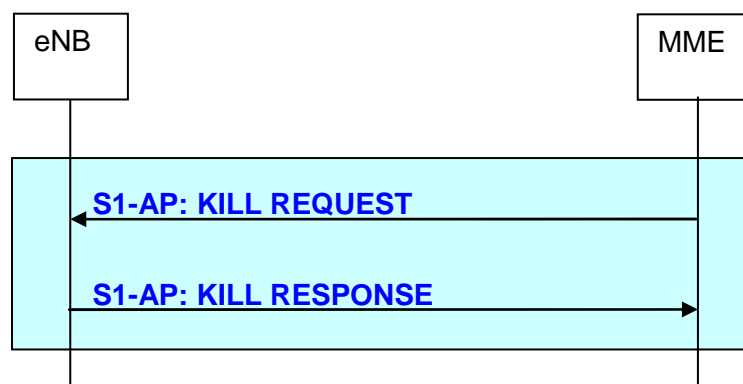 eNB
MME
S1-AP: KILL REQUEST
S1-AP: KILL RESPONSE